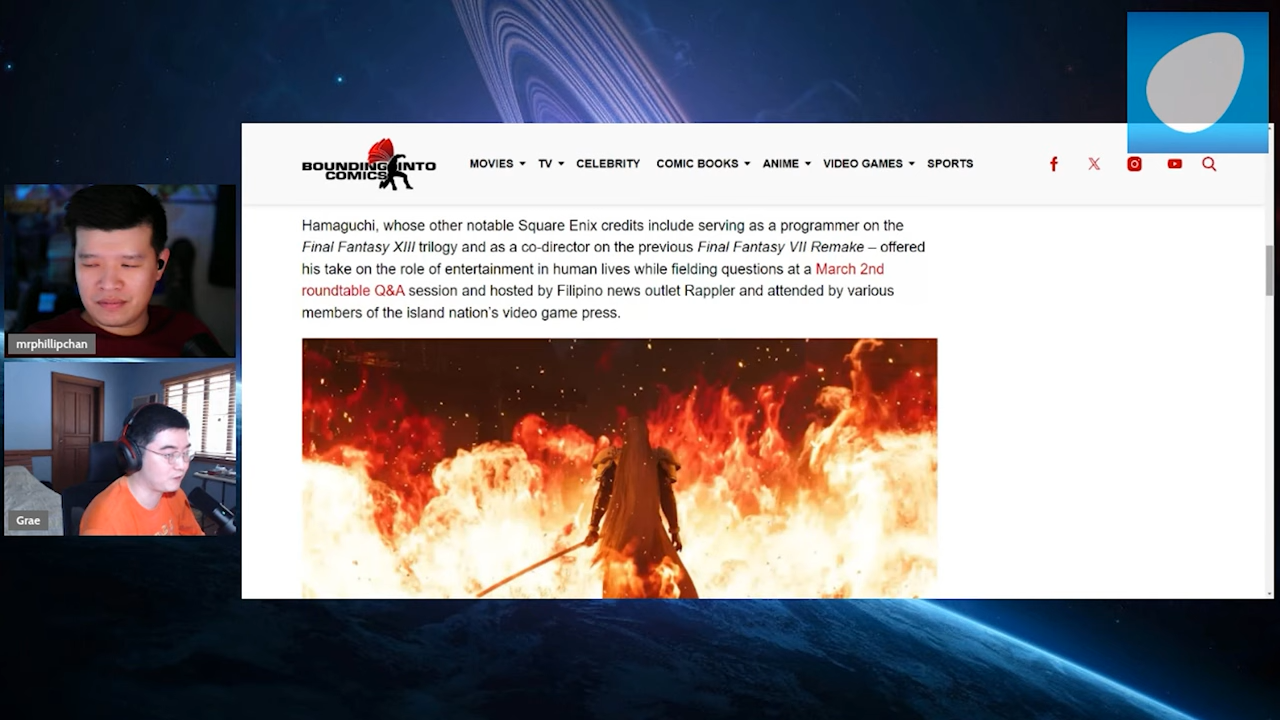 BOUNDING INTO
COMICS
MOVIES TV CELEBRITY COMIC BOOKS ANIME VIDEO GAMES SPORTS
Hamaguchi, whose other notable Square Enix credits include serving as a programmer on the
Final Fantasy XIII trilogy and as a co-director on the previous Final Fantasy VII Remake – offered
his take on the role of entertainment in human lives while fielding questions at a March 2nd
roundtable Q&A session and hosted by Filipino news outlet Rappler and attended by various
members of the island nation's video game press.
mrphillipchan
Grae